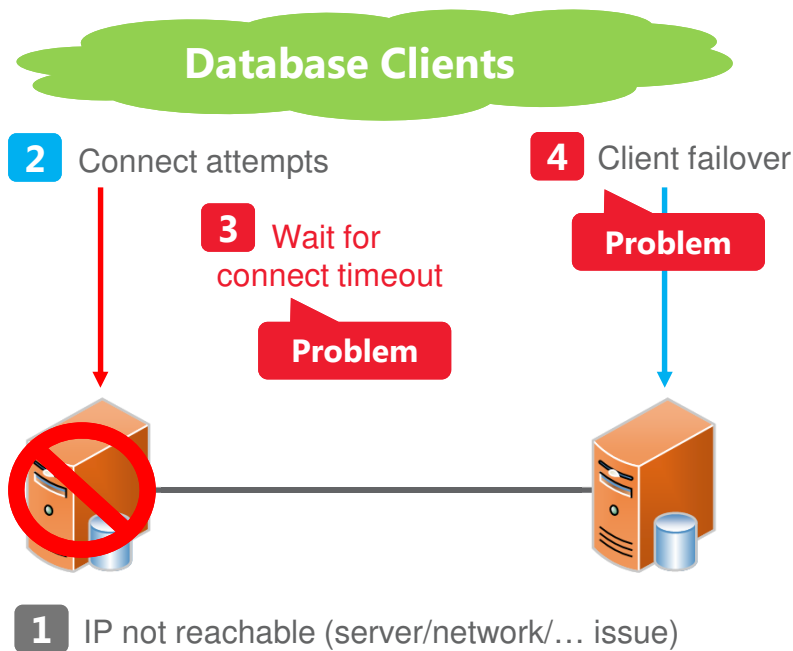 Database Clients
2 Connect attempts
4 Client failover
3 Wait for
connect timeout
Problem
Problem
1 IP not reachable (server/network/… issue)